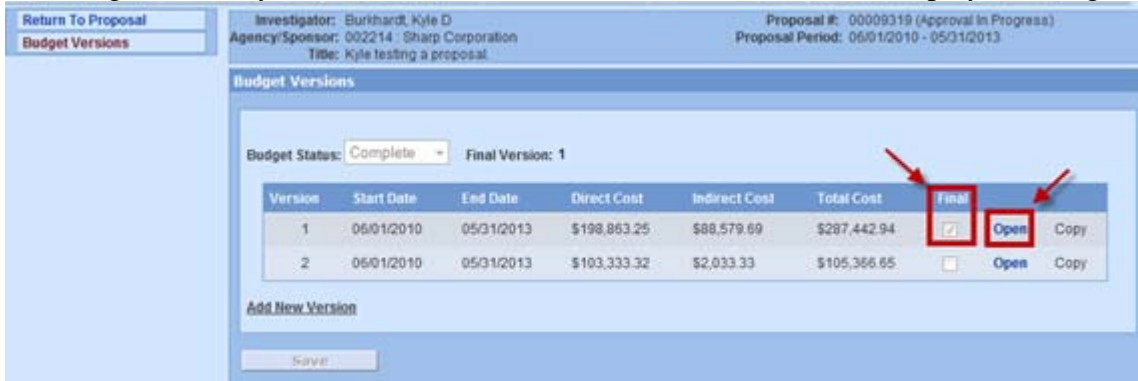 Return To Proposal
Budget Versions
Investigator: Burkhardt, Kyle D
Proposal #: 00009319 (Approval In Progress)
Agency/Sponsor: 002214 : Sharp Corporation
Proposal Period: 06/01/2010 - 05/31/2013
Title: Kyle testing a proposal.
Budget Versions
Budget Status: Complete Final Version: 1
Version Start Date End Date Direct Cost Indirect Cost Total Cost Final
1 06/01/2010 05/31/2013 $198,863.25 $88,579.69 $287,442.94 Open Copy
2 06/01/2010 05/31/2013 $103,333.32 $2,033.33 $105,366.65 Open Copy
Add New Version
Save